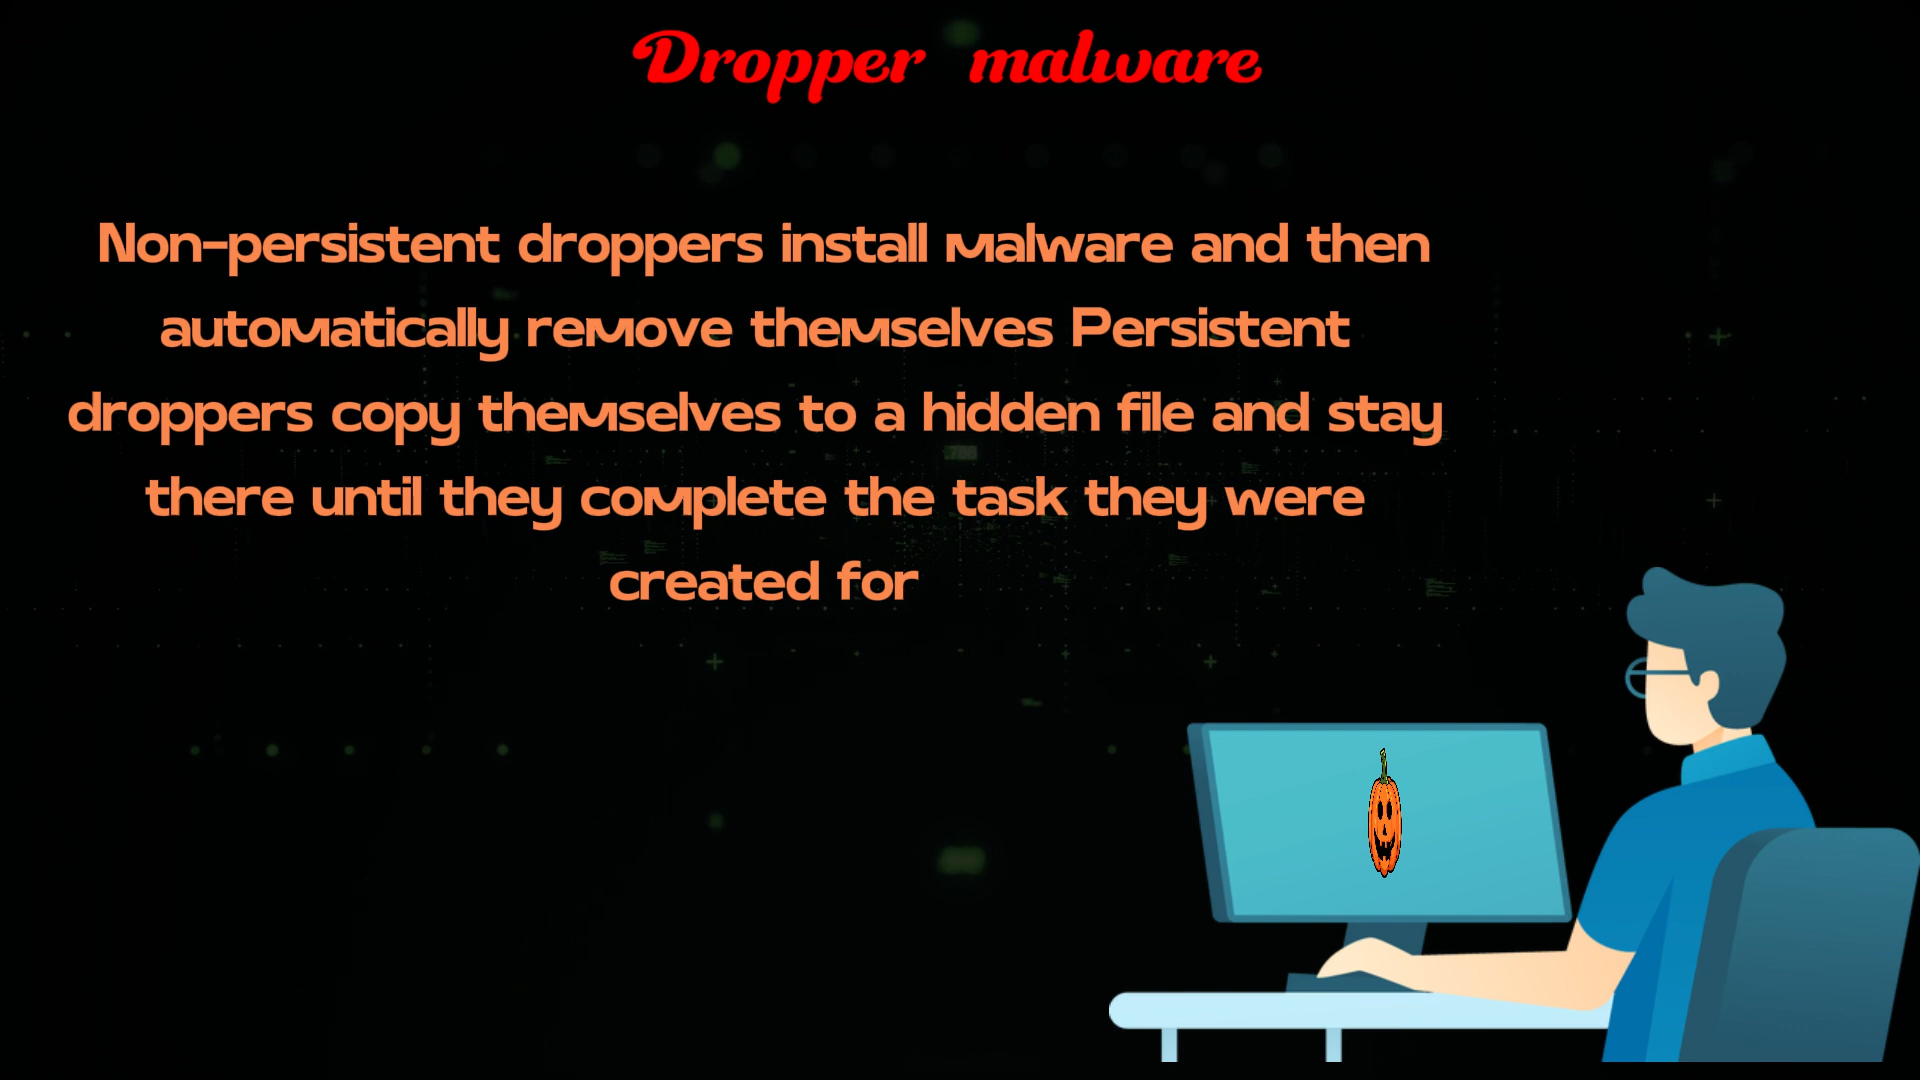 Dropper malware
Non-persistent droppers install malware and then
automatically remove themselves Persistent
droppers copy themselves to a hidden file and stay
there until they complete the task they were
created for